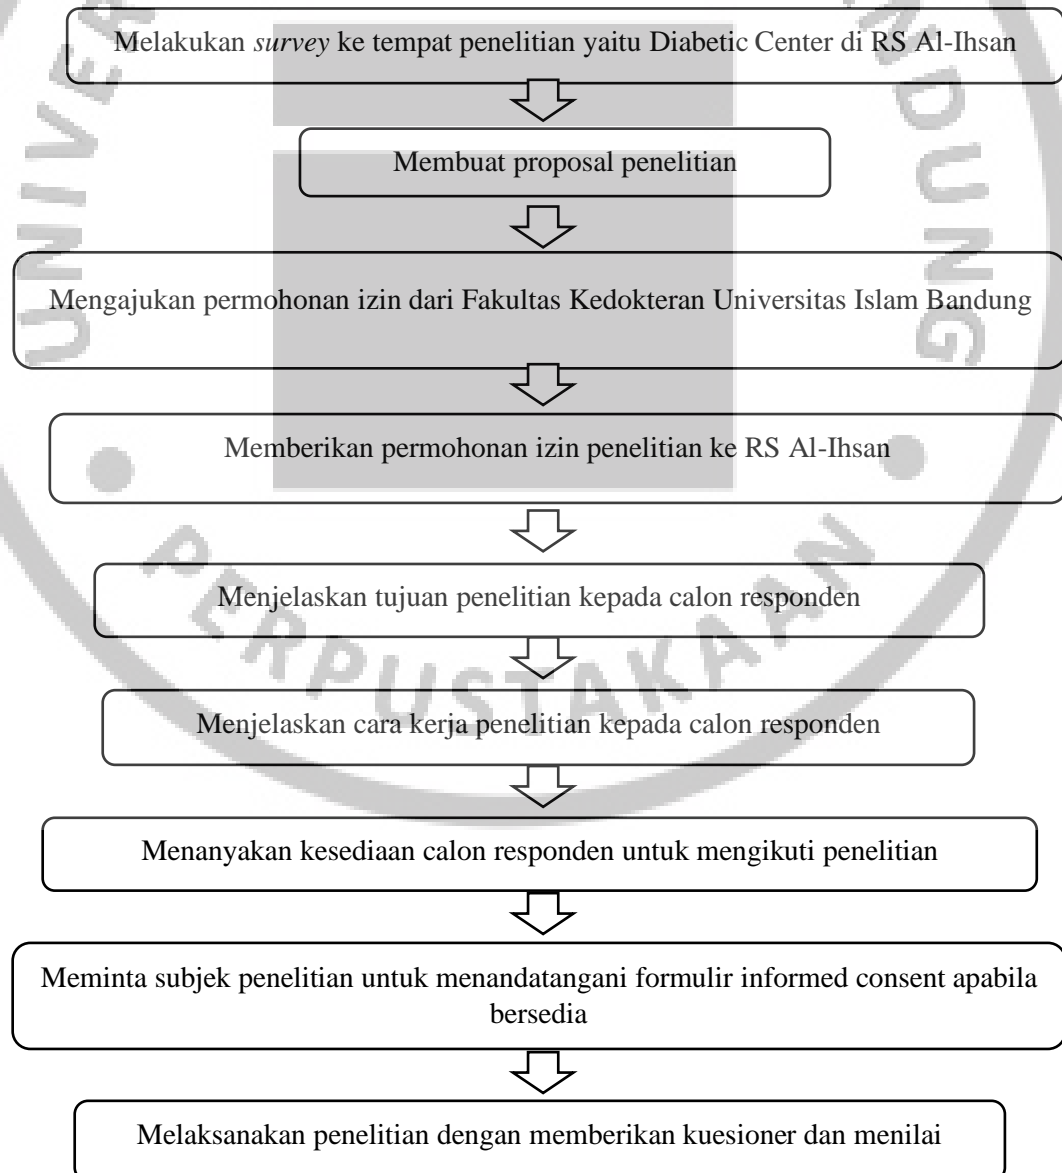 Melakukan survey ke tempat penelitian yaitu Diabetic Center di RS Al-Ihsan
Membuat proposal penelitian
Mengajukan permohonan izin dari Fakultas Kedokteran Universitas Islam Bandung
Memberikan permohonan izin penelitian ke RS Al-Ihsan
Menjelaskan tujuan penelitian kepada calon responden
Menjelaskan cara kerja penelitian kepada calon responden
Menanyakan kesediaan calon responden untuk mengikuti penelitian
Meminta subjek penelitian untuk menandatangani formulir informed consent apabila
bersedia
Melaksanakan penelitian dengan memberikan kuesioner dan menilai
PERPUSTAKAAN